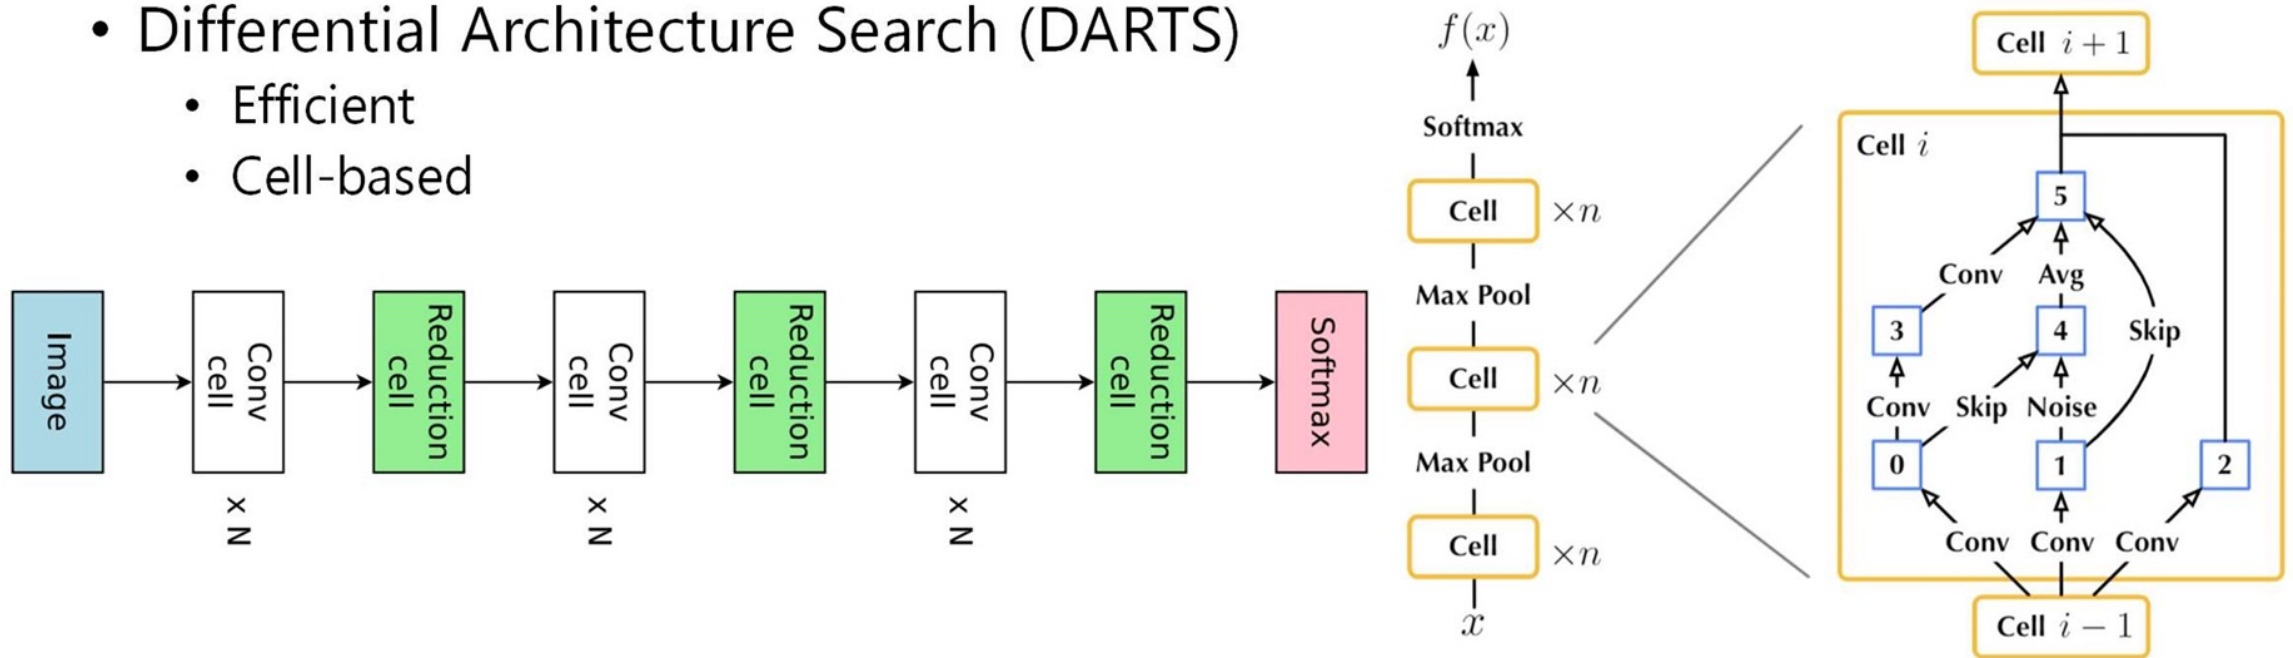 • Differential Architecture Search (DARTS)
• Efficient
• Cell-based
Image
Conv
cell
x N
Reduction
cell
Conv
cell
x N
Reduction
cell
Conv
cell
x N
Reduction
cell
Softmax
f(x)
Softmax
Cell ×n
Max Pool
Cell ×n
Max Pool
Cell ×n
x
Cell i + 1
Cell i
5
Conv Avg
3 4 Skip
Conv Skip Noise
0 1 2
Conv Conv Conv
Cell i − 1